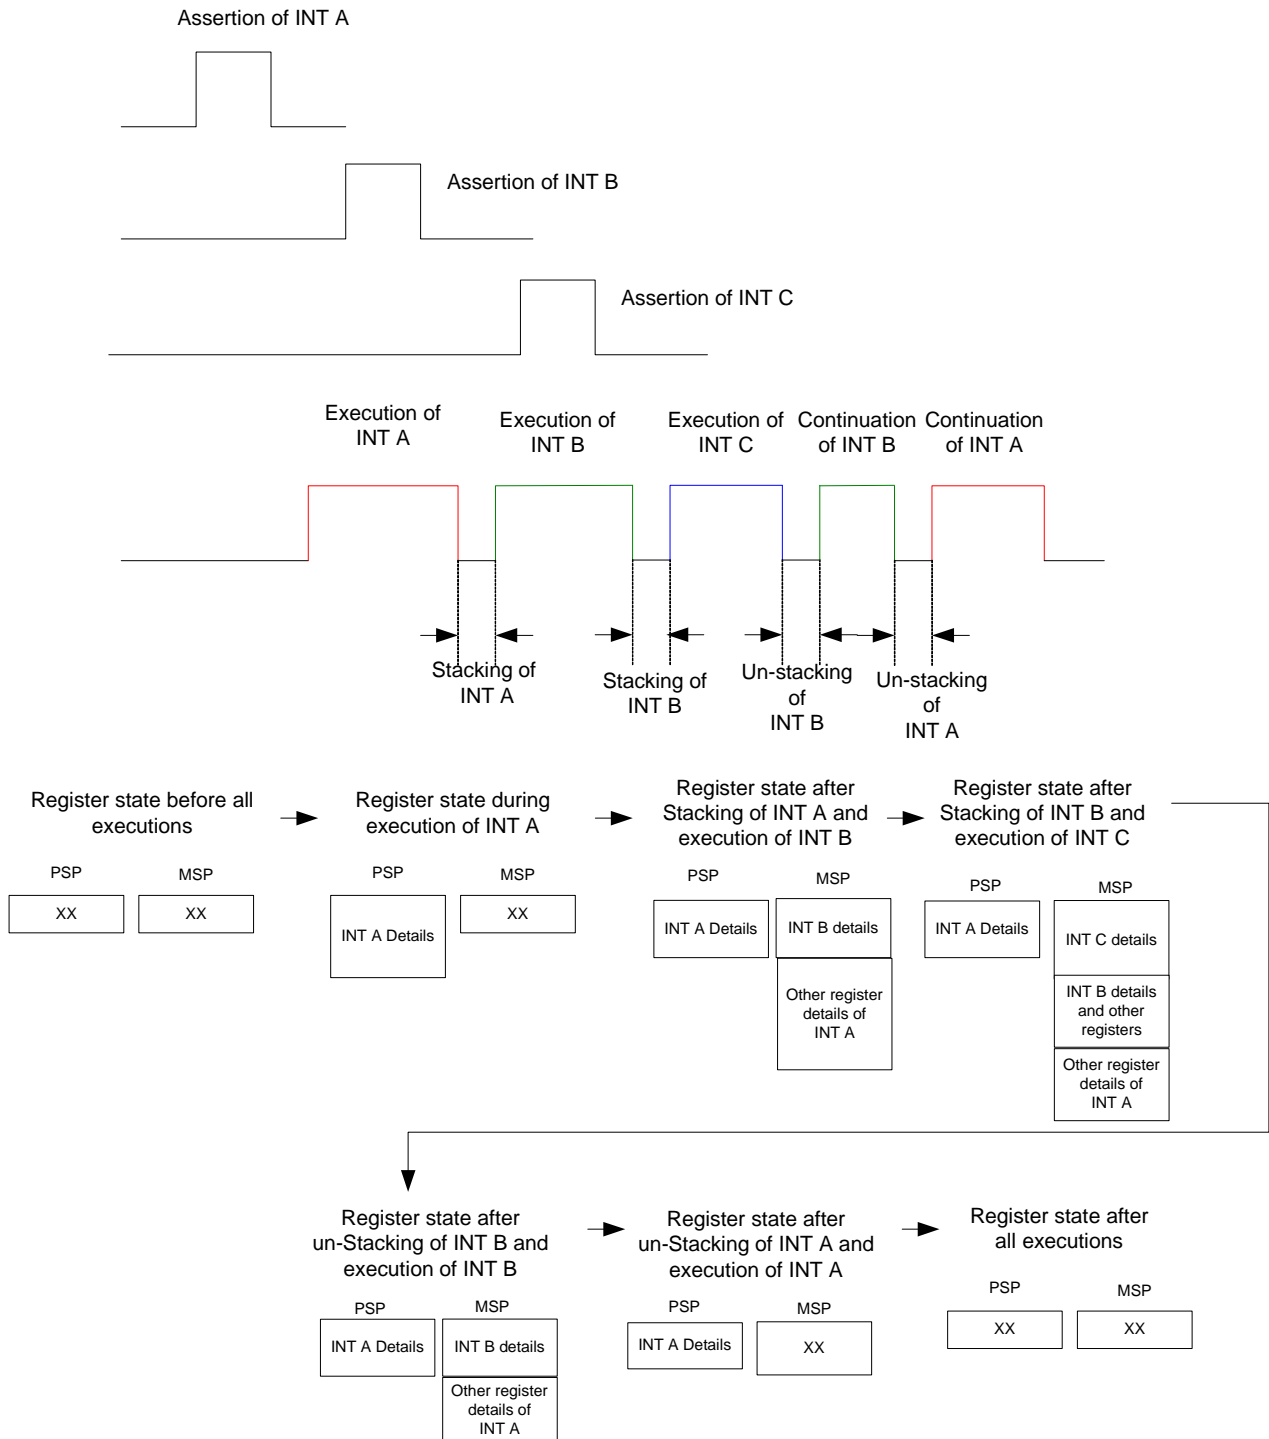 Assertion of INT A
Assertion of INT B
Assertion of INT C
Execution of
INT A
Execution of
INT B
Execution of
INT C
Continuation
of INT B
Continuation
of INT A
Stacking of
INT A
Stacking of
INT B
Un-stacking
of
INT B
Un-stacking
of
INT A
Register state before all
executions
PSP
MSP
XX
XX
Register state during
execution of INT A
PSP
MSP
INT A Details
XX
Register state after
Stacking of INT A and
execution of INT B
PSP
MSP
INT A Details
INT B details
Other register
details of
INT A
Register state after
Stacking of INT B and
execution of INT C
PSP
MSP
INT A Details
INT C details
INT B details
and other
registers
Other register
details of
INT A
Register state after
un-Stacking of INT B and
execution of INT B
PSP
MSP
INT A Details
INT B details
Other register
details of
INT A
Register state after
un-Stacking of INT A and
execution of INT A
PSP
MSP
INT A Details
XX
Register state after
all executions
PSP
MSP
XX
XX